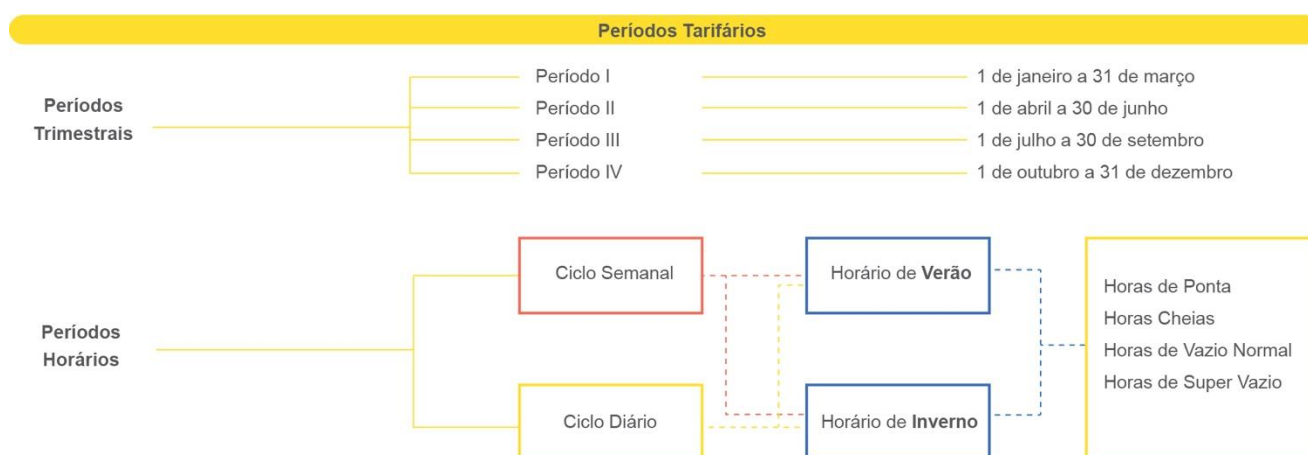 Períodos Tarifários
Períodos
Trimestrais
Período I
1 de janeiro a 31 de março
Período II
1 de abril a 30 de junho
Período III
1 de julho a 30 de setembro
Período IV
1 de outubro a 31 de dezembro
Períodos
Horários
Ciclo Semanal
Ciclo Diário
Horário de Verão
Horário de Inverno
Horas de Ponta
Horas Cheias
Horas de Vazio Normal
Horas de Super Vazio